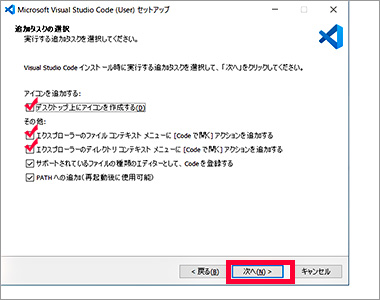 Microsoft Visual Studio Code (User) セットアップ
追加タスクの選択
実行する追加タスクを選択してください。
Visual Studio Code インストール時に実行する追加タスクを選択して、「次へ」をクリックしてください。
アイコンを追加する:
デスクトップ上にアイコンを作成する(D)
その他:
エクスプローラーのファイル コンテキスト メニューに [Code で開く] アクションを追加する
エクスプローラーのディレクトリ コンテキスト メニューに [Code で開く] アクションを追加する
サポートされているファイルの種類のエディターとして、Code を登録する
PATH への追加（再起動後に使用可能）
< 戻る(B) 次へ(N) > キャンセル